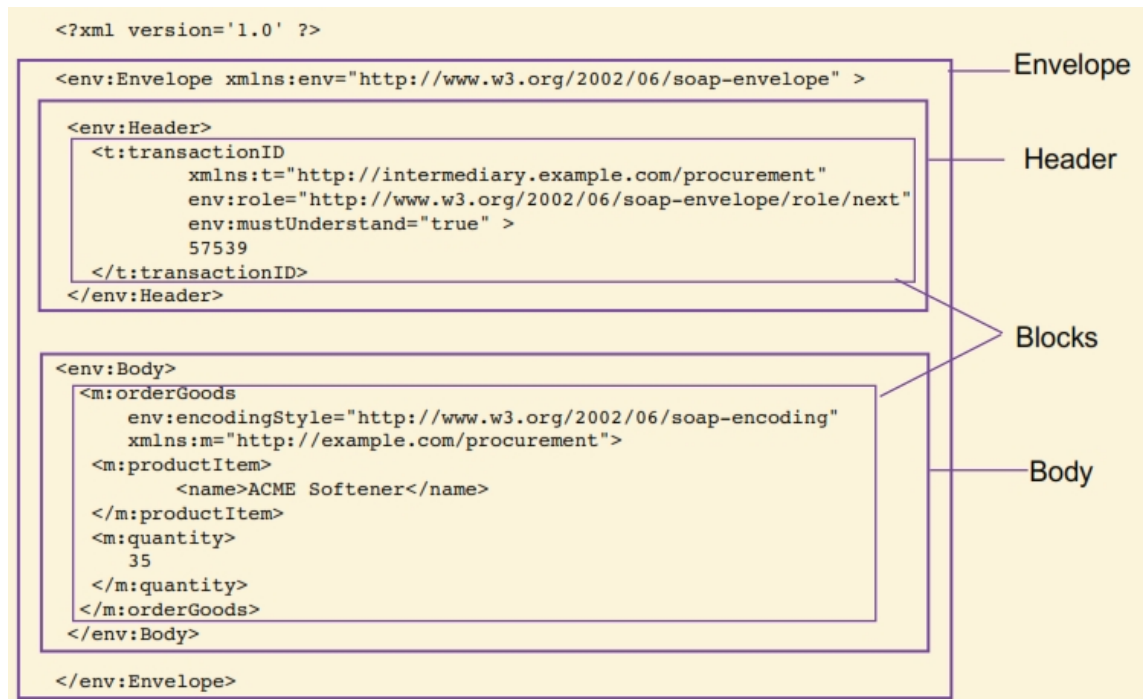 <?xml version='1.0' ?>
<env:Envelope xmlns:env="http://www.w3.org/2002/06/soap-envelope" >
Envelope
<env:Header>
<t:transactionID
Header
xmlns:t="http://intermediary.example.com/procurement"
env:role="http://www.w3.org/2002/06/soap-envelope/role/next"
env:mustUnderstand="true" >
57539
</t:transactionID>
</env:Header>
Blocks
<env:Body>
<m:orderGoods
env:encodingStyle="http://www.w3.org/2002/06/soap-encoding"
xmlns:m="http://example.com/procurement">
<m:productItem>
Body
<name>ACME Softener</name>
</m:productItem>
<m:quantity>
35
</m:quantity>
</m:orderGoods>
</env:Body>
</env:Envelope>